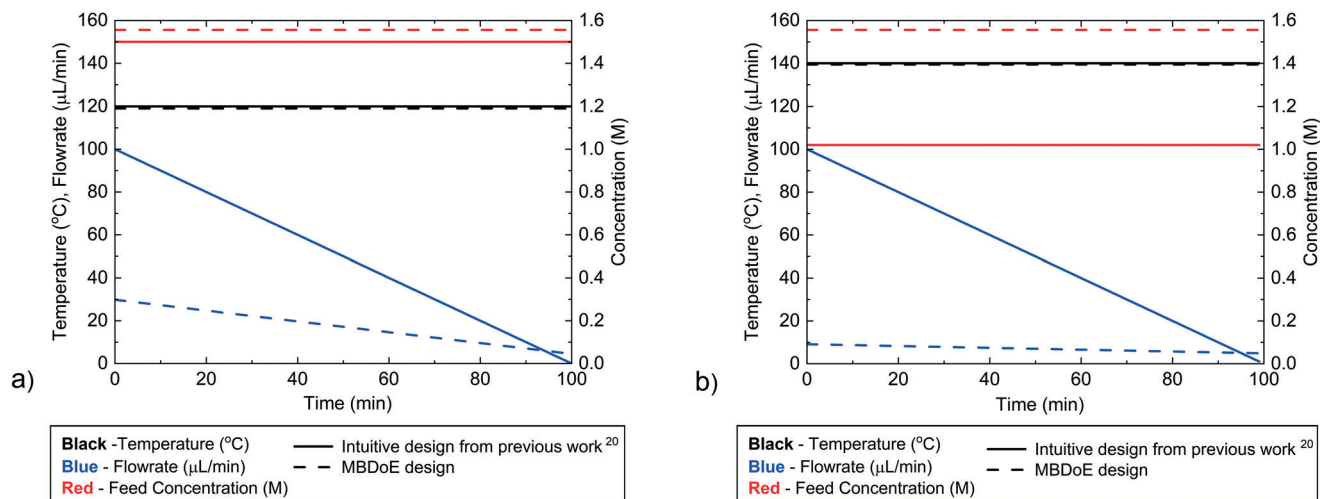 160
140
120
100
80
60
40
20
0
Temperature (°C), Flowrate (μL/min)
1.6
1.4
1.2
1.0
0.8
0.6
0.4
0.2
0.0
Concentration (M)
0 20 40 60 80 100
Time (min)
a)
Black -Temperature (°C)
Blue - Flowrate (μL/min)
Red - Feed Concentration (M)
Intuitive design from previous work 20
MBDoE design
160
140
120
100
80
60
40
20
0
Temperature (°C), Flowrate (μL/min)
1.6
1.4
1.2
1.0
0.8
0.6
0.4
0.2
0.0
Concentration (M)
0 20 40 60 80 100
Time (min)
b)
Black -Temperature (°C)
Blue - Flowrate (μL/min)
Red - Feed Concentration (M)
Intuitive design from previous work 20
MBDoE design